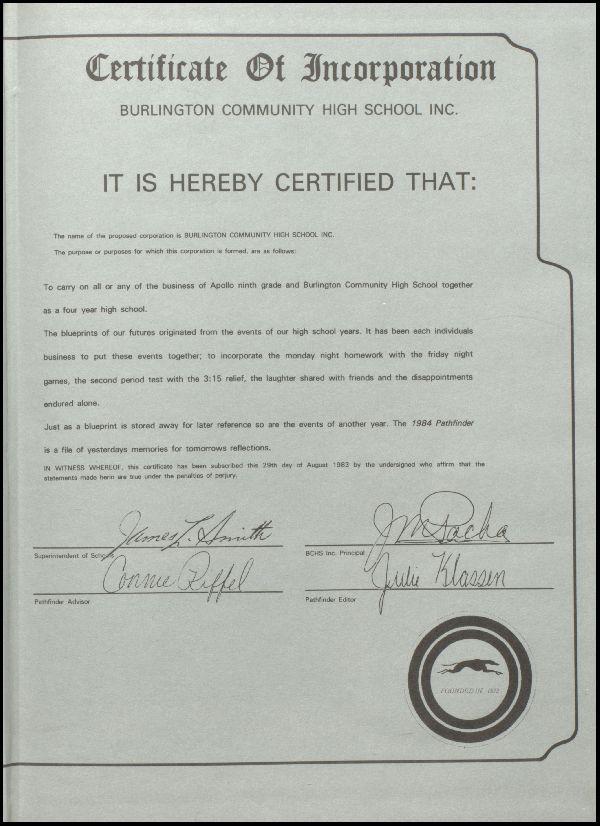 Certificate Of Incorporation
BURLINGTON COMMUNITY HIGH SCHOOL INC.
IT IS HEREBY CERTIFIED THAT:
The name of the proposed corporation is BURLINGTON COMMUNITY HIGH SCHOOL INC.
The purpose or purposes for which this corporation is formed, are as follows:
To carry on all or any of the business of Apollo ninth grade and Burlington Community High School together
as a four year high school.
The blueprints of our futures originated from the events of our high school years. It has been each individuals
business to put these events together; to incorporate the monday night homework with the friday night
games, the second period test with the 3:15 relief, the laughter shared with friends and the disappointments
endured alone.
Just as a blueprint is stored away for later reference so are the events of another year. The 1984 Pathfinder
is a file of yesterdays memories for tomorrows reflections.
IN WITNESS WHEREOF, this certificate has been subscribed this 29th day of August 1983 by the undersigned who affirm that the
statements made herin are true under the penalties of perjury.
James L. Smith
Superintendent of Schools
J M Pacha
BCHS Inc. Principal
Connie Riffel
Pathfinder Advisor
Julie Klassen
Pathfinder Editor
FOUNDED IN